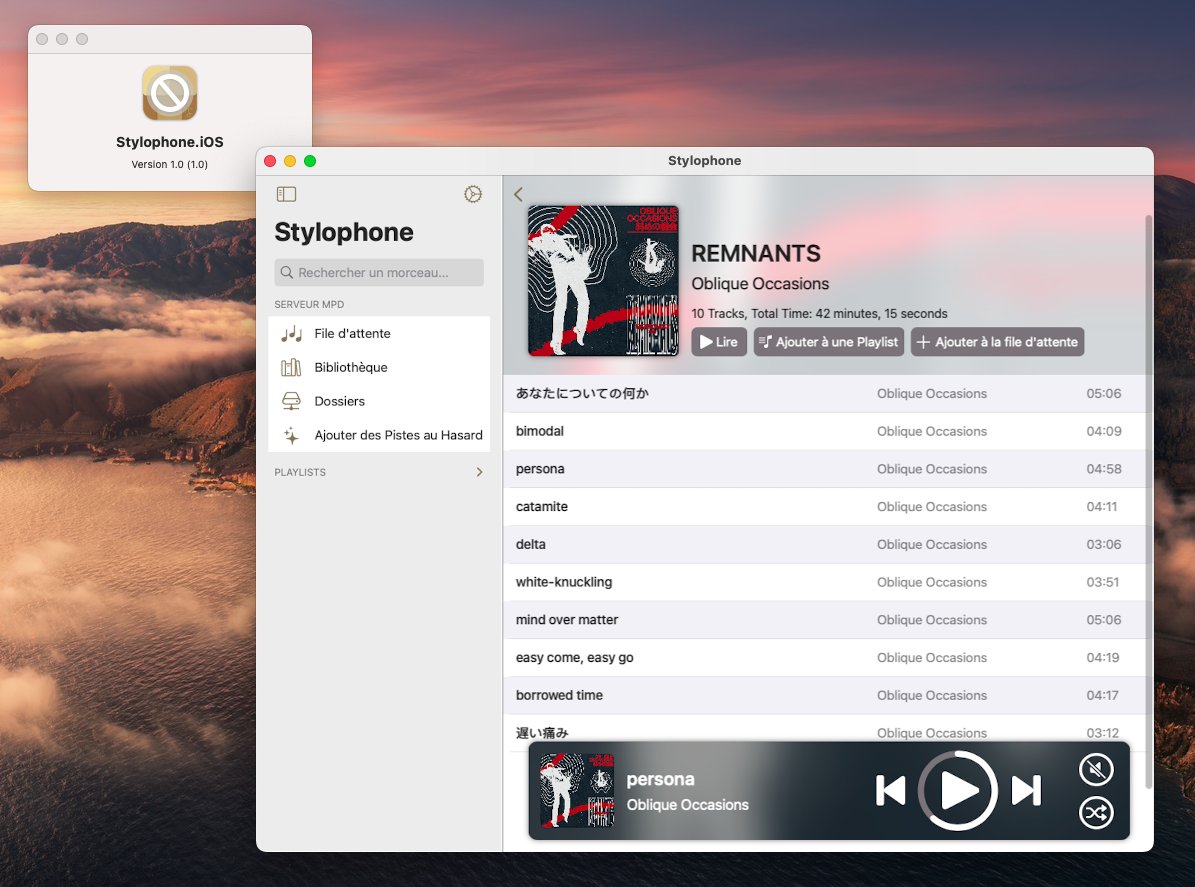 Stylophone.iOS
Version 1.0 (1.0)
Stylophone
Stylophone
Rechercher un morceau...
SERVEUR MPD
File d'attente
Bibliothèque
Dossiers
Ajouter des Pistes au Hasard
PLAYLISTS
OBLIQUE
OCCASIONS
REMNANTS
Oblique Occasions
10 Tracks, Total Time: 42 minutes, 15 seconds
Lire
Ajouter à une Playlist
Ajouter à la file d'attente
あなたについての何か Oblique Occasions 05:06
bimodal Oblique Occasions 04:09
persona Oblique Occasions 04:58
catamite Oblique Occasions 04:11
delta Oblique Occasions 03:06
white-knuckling Oblique Occasions 03:51
mind over matter Oblique Occasions 05:06
easy come, easy go Oblique Occasions 04:19
borrowed time Oblique Occasions 04:17
遅い痛み Oblique Occasions 03:12
persona
Oblique Occasions